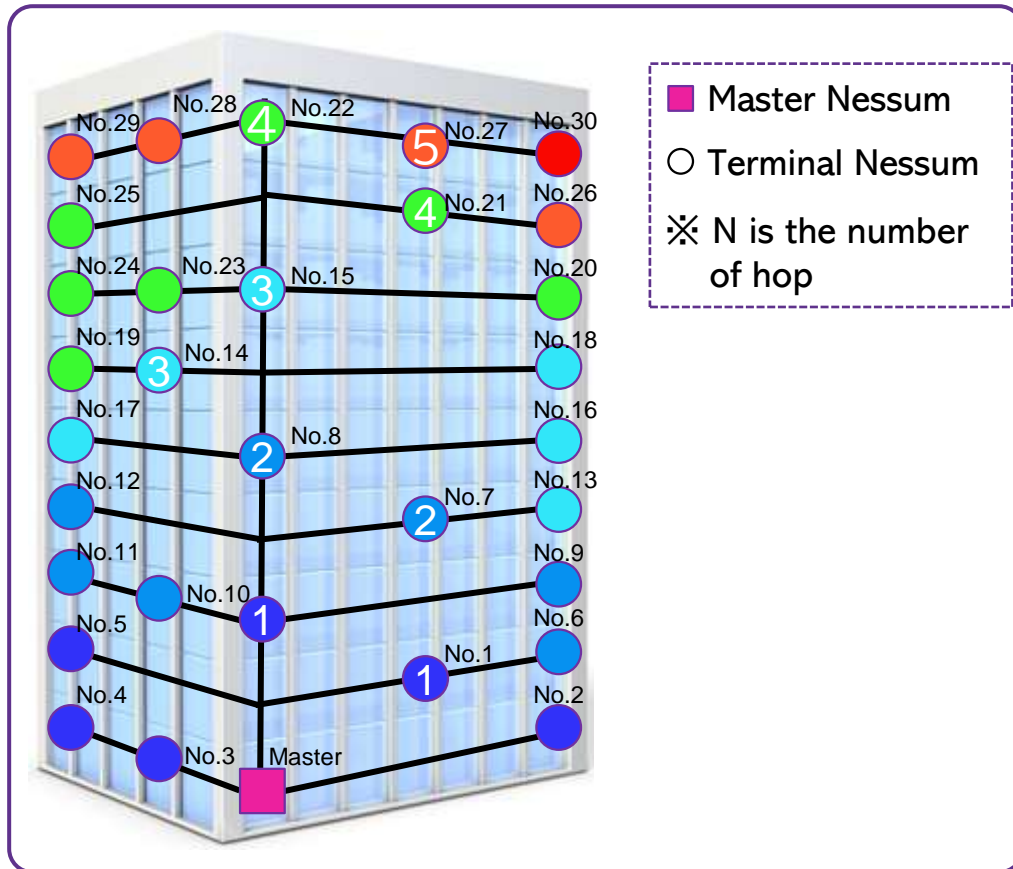 No.28
No.22
No.29
4
No.27
No.30
5
No.25
No.21
No.26
4
No.24
No.23
No.15
No.20
3
No.19
No.14
No.18
3
No.17
No.8
No.16
2
No.12
No.7
No.13
2
No.11
No.9
No.10
1
No.5
No.6
No.1
1
No.4
No.2
No.3
Master
Master Nessum
Terminal Nessum
※ N is the number
of hop